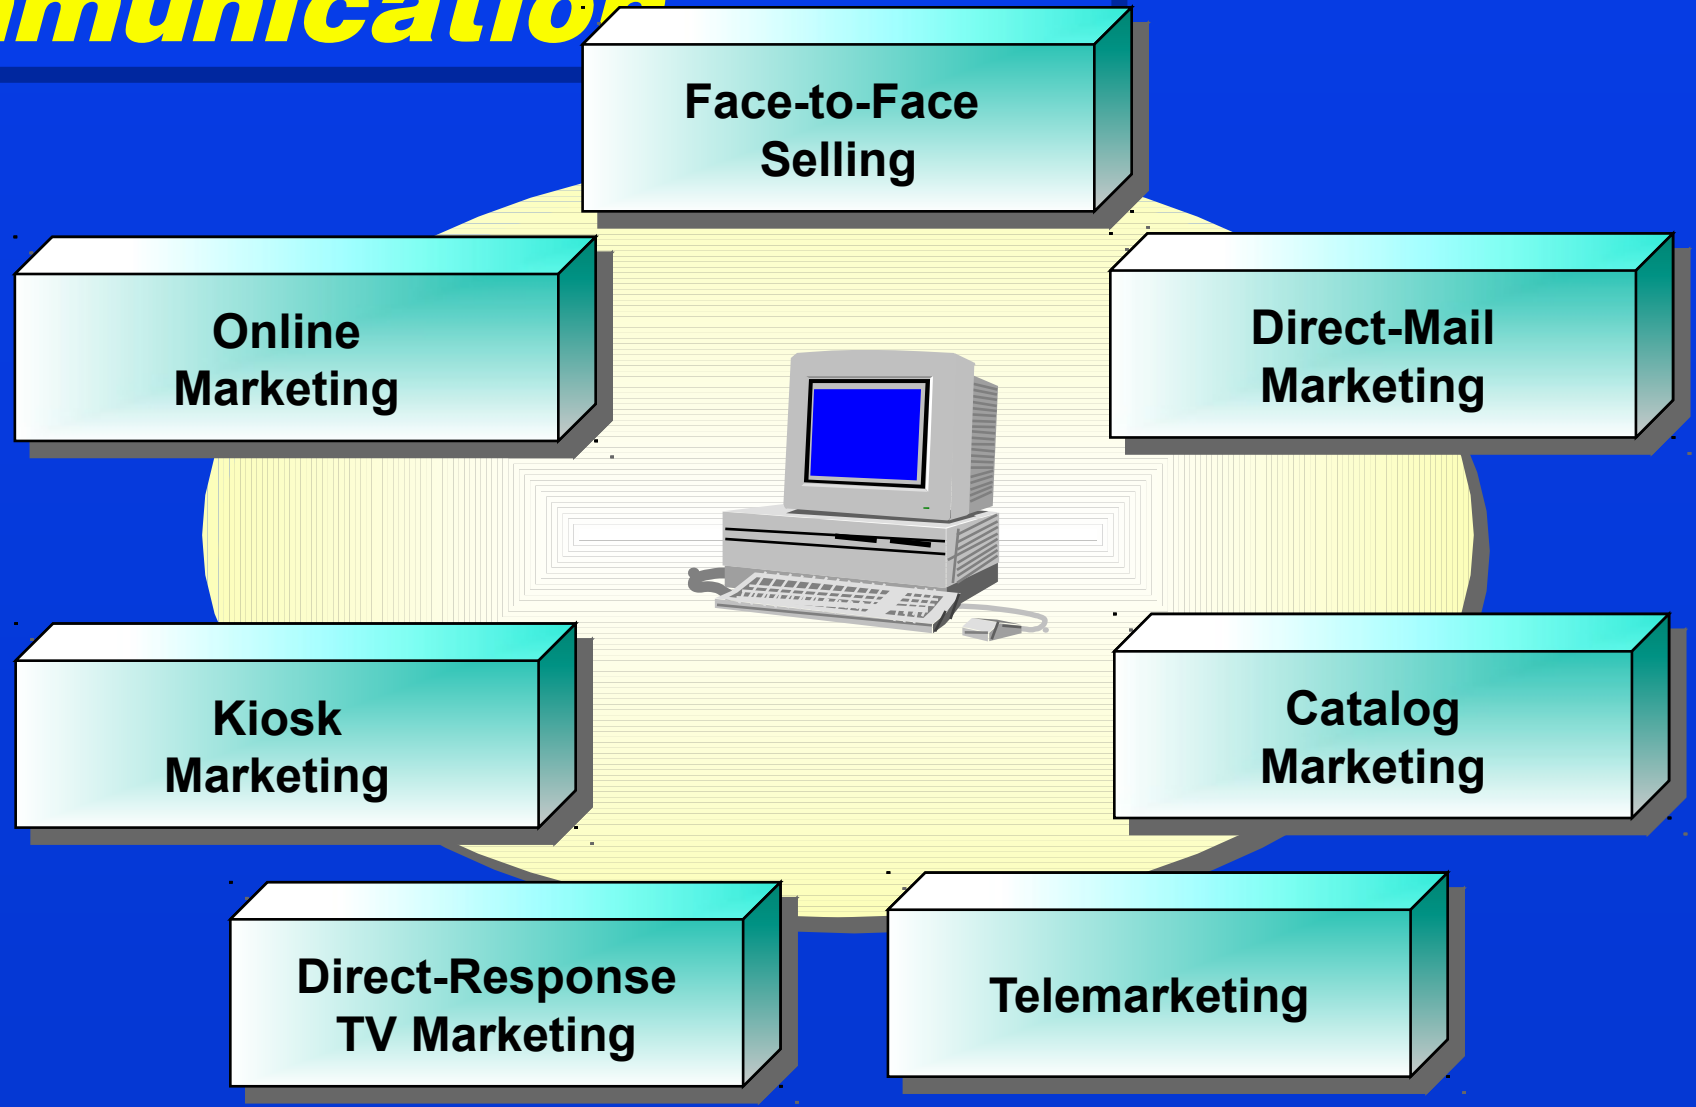 Face-to-Face
Selling
Online
Marketing
Direct-Mail
Marketing
Kiosk
Marketing
Catalog
Marketing
Direct-Response
TV Marketing
Telemarketing